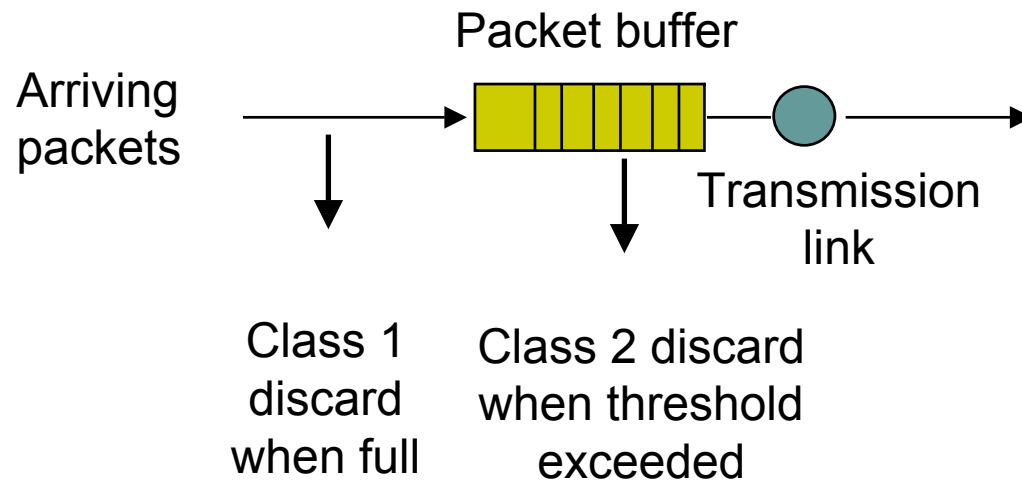 Packet buffer
Arriving
packets
Transmission
link
Class 1
discard
when full
Class 2 discard
when threshold
exceeded